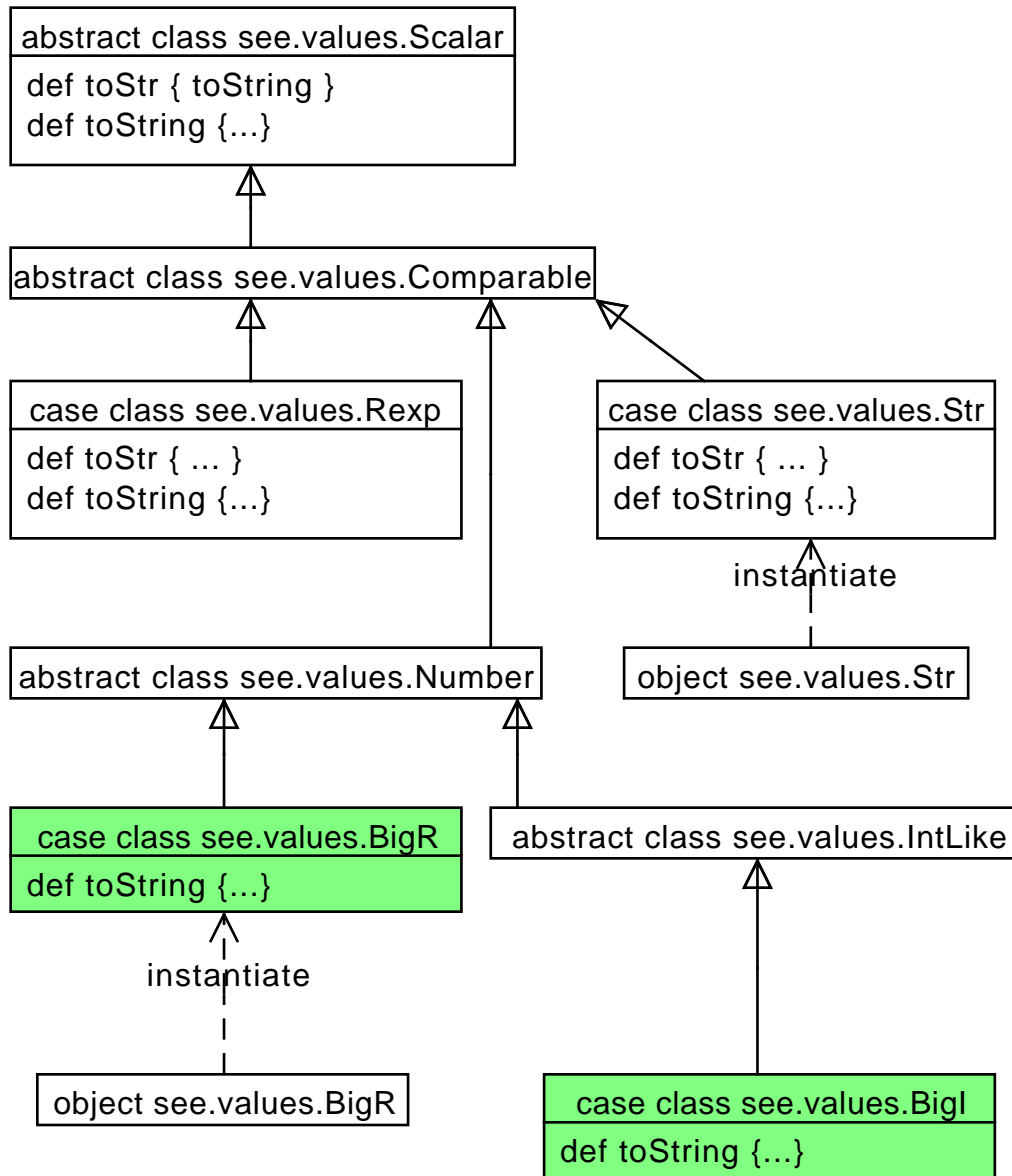 abstract class see.values.Scalar
def toStr { toString }
def toString {...}
abstract class see.values.Comparable
case class see.values.Rexp
def toStr { ... }
def toString {...}
case class see.values.Str
def toStr { ... }
def toString {...}
instantiate
abstract class see.values.Number
object see.values.Str
case class see.values.BigR
def toString {...}
abstract class see.values.IntLike
instantiate
object see.values.BigR
case class see.values.BigI
def toString {...}